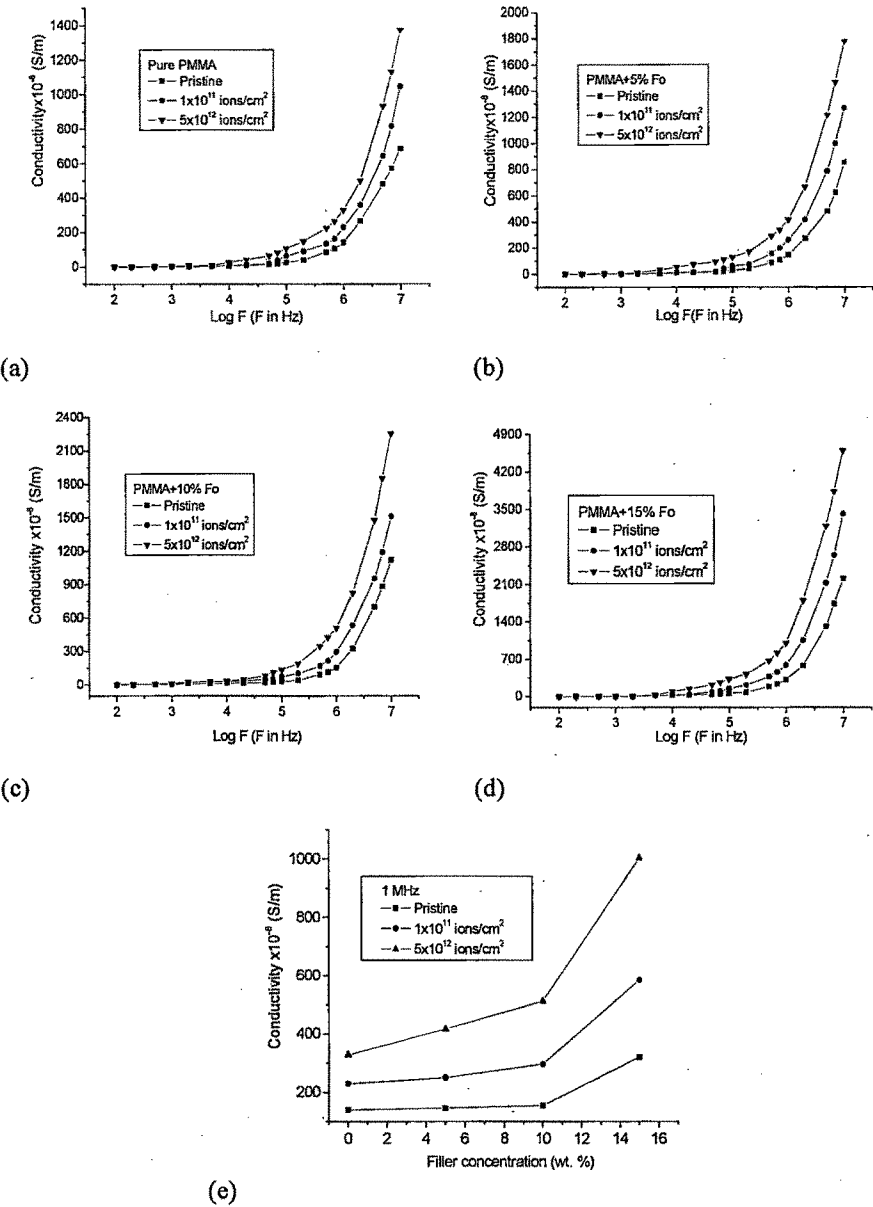 Conductivityx10⁻⁸ (S/m)
1400
1200
1000
800
600
400
200
0
Pure PMMA
Pristine
1x10¹¹ ions/cm²
5x10¹² ions/cm²
2 3 4 5 6 7
Log F (F in Hz)
(a)
Conductivityx10⁻⁸ (S/m)
2000
1800
1600
1400
1200
1000
800
600
400
200
0
PMMA+5% Fo
Pristine
1x10¹¹ ions/cm²
5x10¹² ions/cm²
2 3 4 5 6 7
Log F(F in Hz)
(b)
Conductivity x10⁻⁸ (S/m)
2400
2100
1800
1500
1200
900
600
300
0
PMMA+10% Fo
Pristine
1x10¹¹ ions/cm²
5x10¹² ions/cm²
2 3 4 5 6 7
Log F (F in Hz)
(c)
Conductivity x10⁻⁸ (S/m)
4900
4200
3500
2800
2100
1400
700
0
PMMA+15% Fo
Pristine
1x10¹¹ ions/cm²
5x10¹² ions/cm²
2 3 4 5 6 7
Log F(F in Hz)
(d)
Conductivity x10⁻⁸ (S/m)
1000
800
600
400
200
1 MHz
Pristine
1x10¹¹ ions/cm²
5x10¹² ions/cm²
0 2 4 6 8 10 12 14 16
Filler concentration (wt. %)
(e)